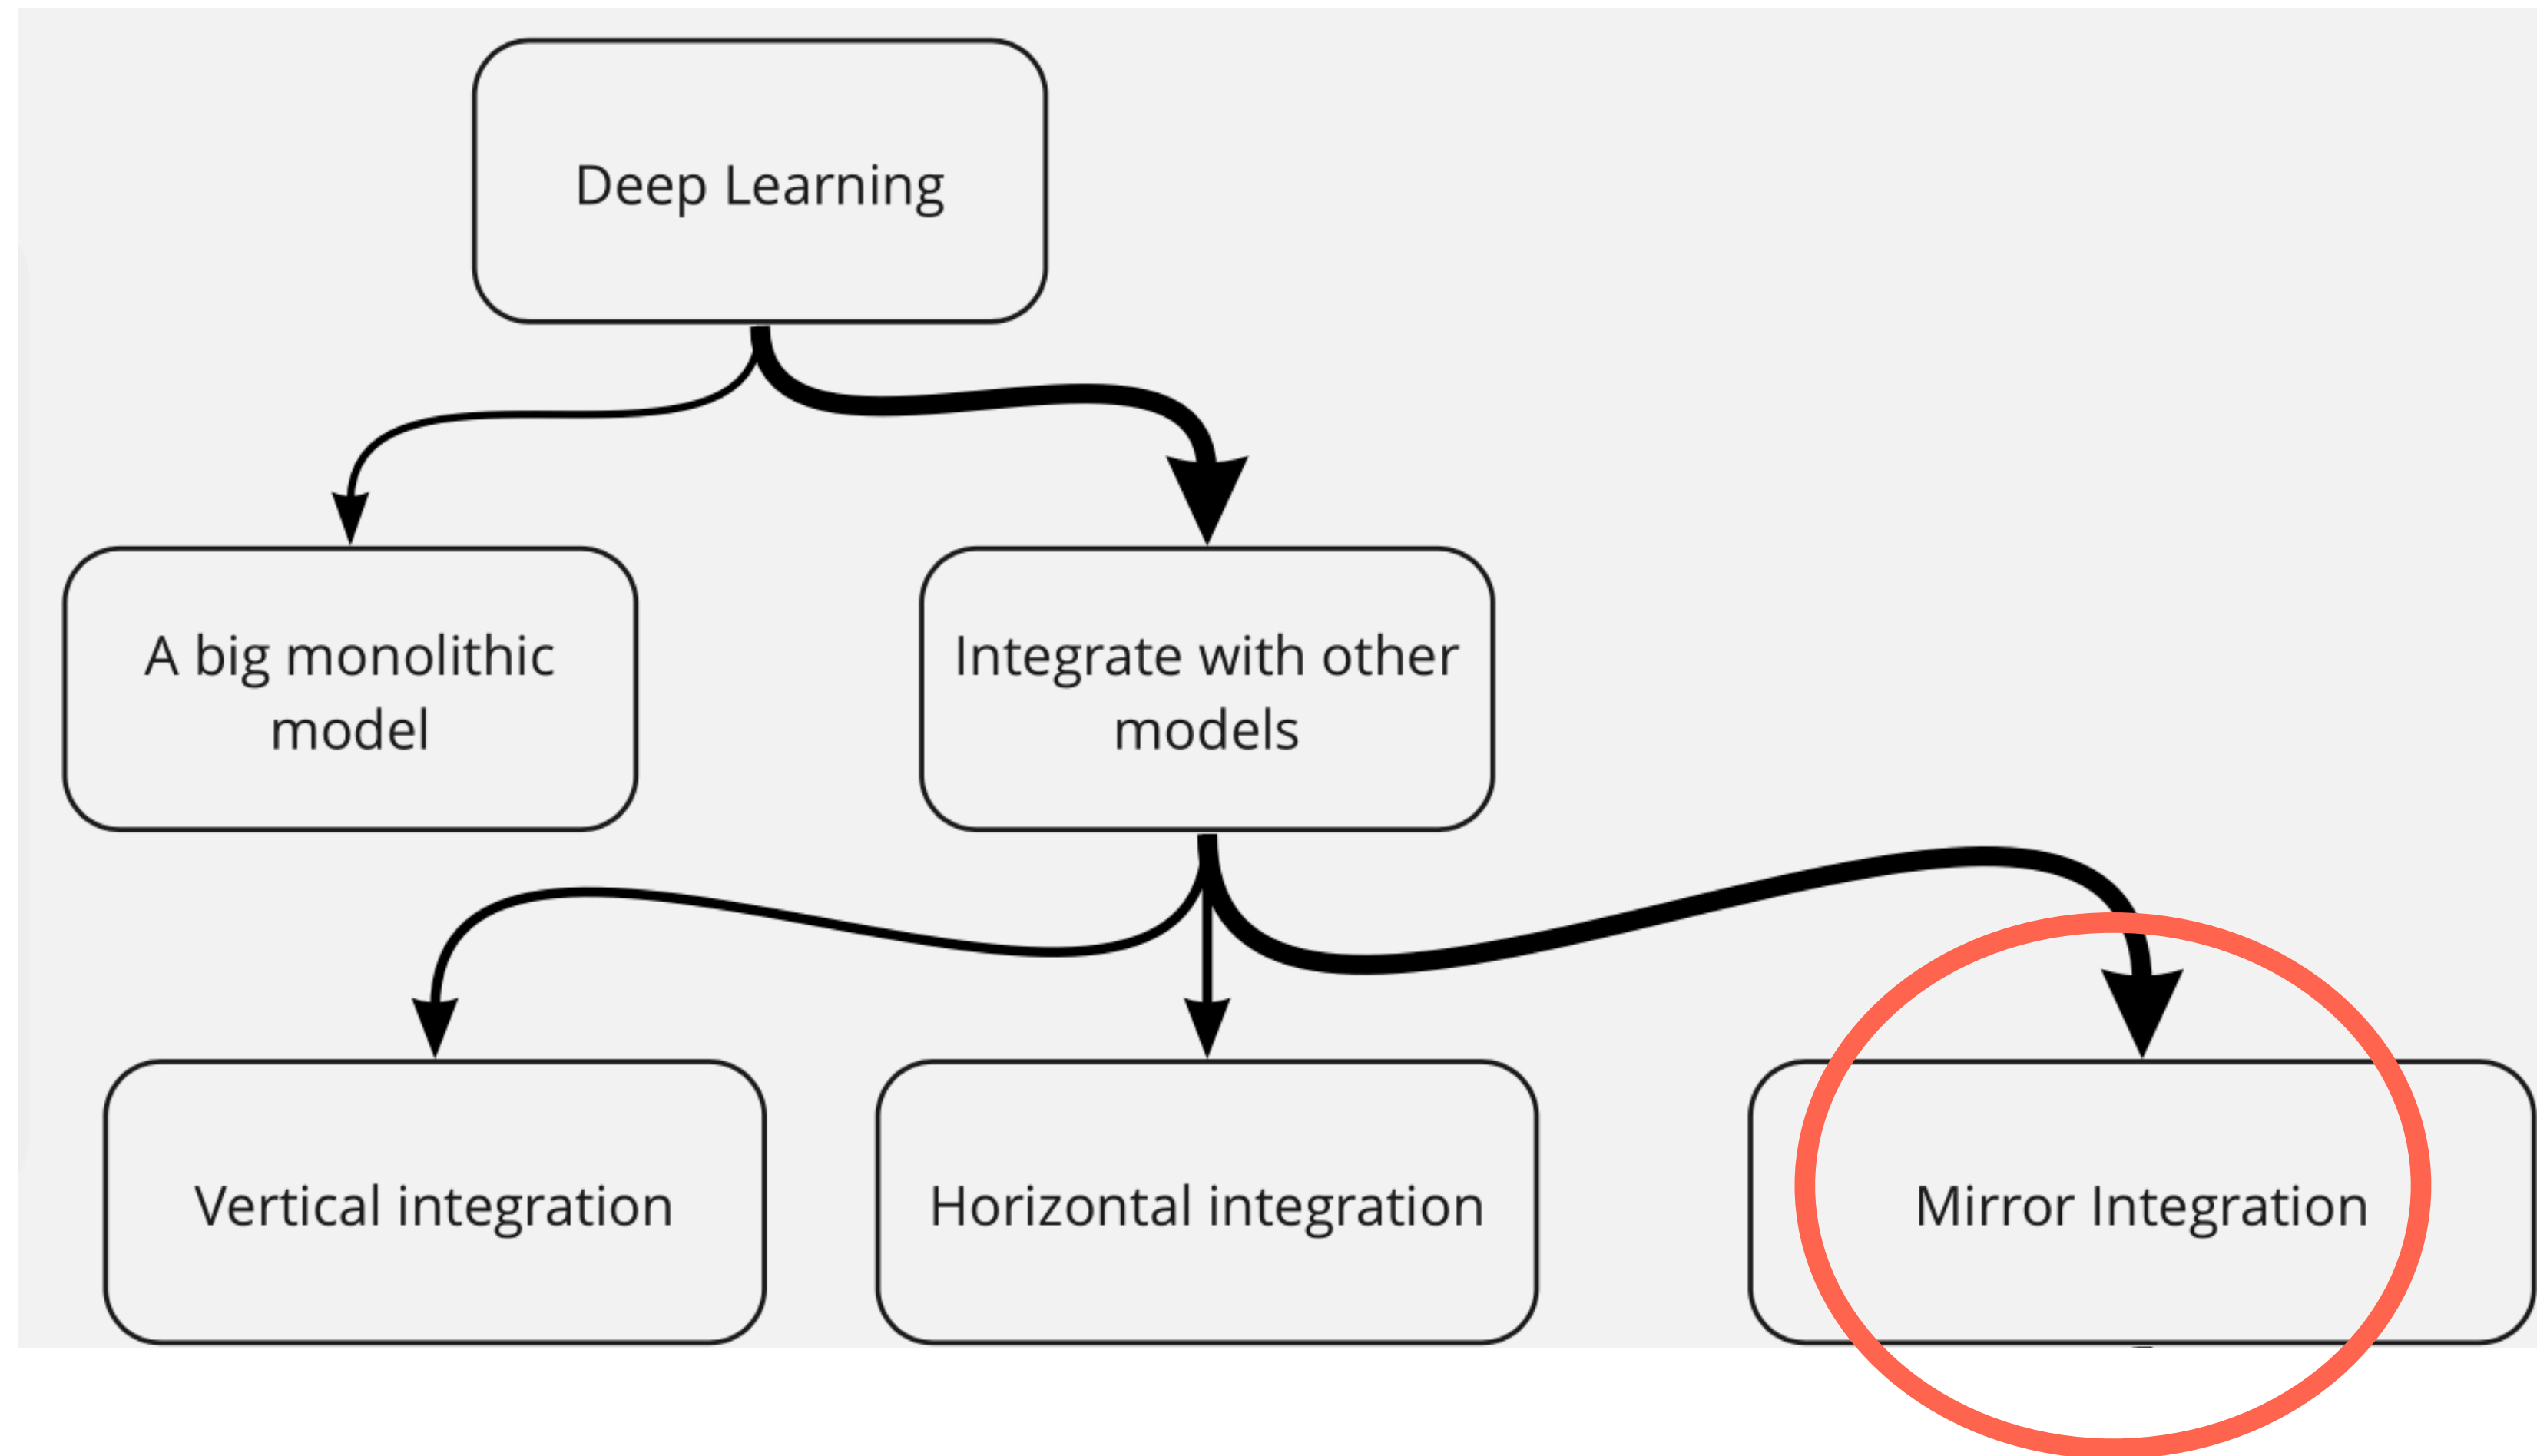 Deep Learning
A big monolithic
model
Integrate with other
models
Vertical integration
Horizontal integration
Mirror Integration